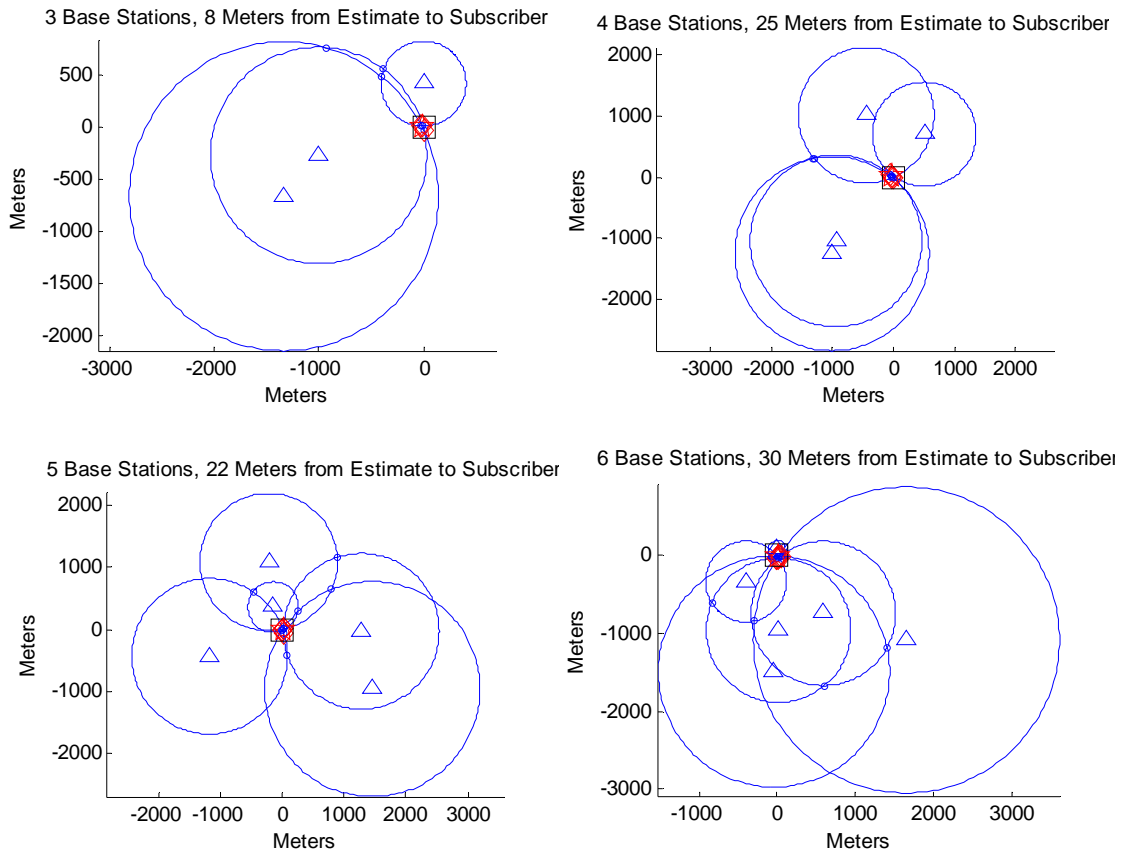 3 Base Stations, 8 Meters from Estimate to Subscriber
500
0
-500
-1000
-1500
-2000
Meters
-3000 -2000 -1000 0
Meters
4 Base Stations, 25 Meters from Estimate to Subscriber
2000
1000
0
-1000
-2000
Meters
-3000 -2000 -1000 0 1000 2000
Meters
5 Base Stations, 22 Meters from Estimate to Subscriber
2000
1000
0
-1000
-2000
Meters
-2000 -1000 0 1000 2000 3000
Meters
6 Base Stations, 30 Meters from Estimate to Subscriber
0
-1000
-2000
-3000
Meters
-1000 0 1000 2000 3000
Meters